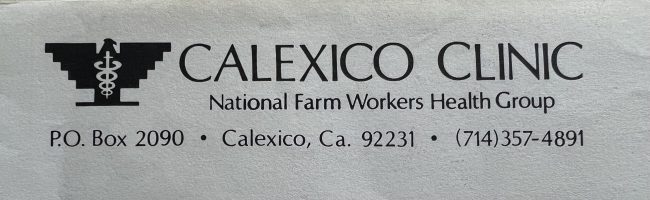 CALEXICO CLINIC
National Farm Workers Health Group
P.O. Box 2090 • Calexico, Ca. 92231 • (714)357-4891